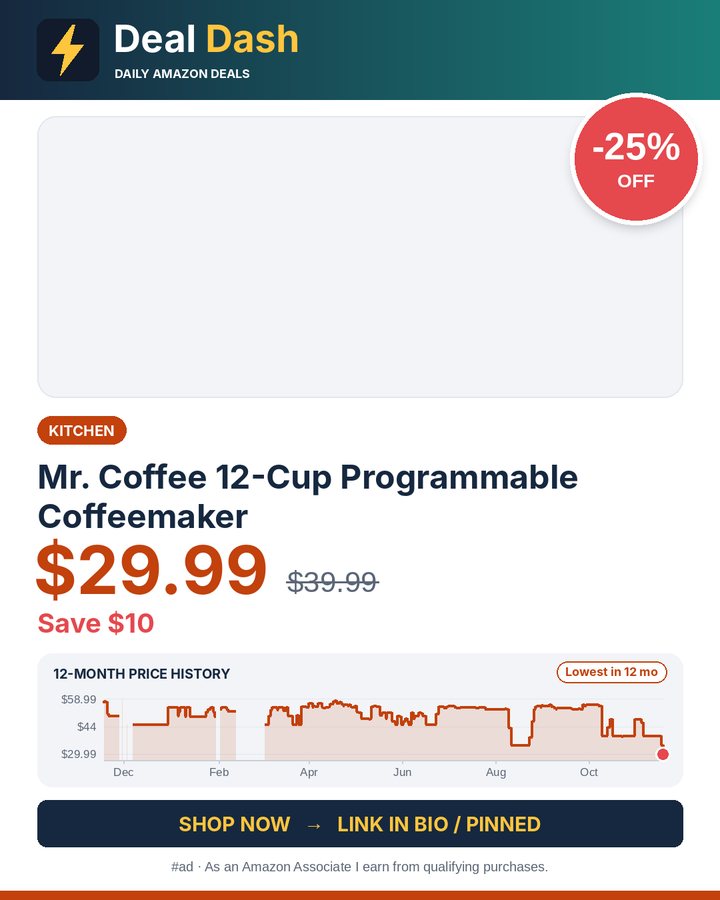 Deal Dash
DAILY AMAZON DEALS
-25%
OFF
KITCHEN
Mr. Coffee 12-Cup Programmable
Coffeemaker
$29.99 $39.99
Save $10
12-MONTH PRICE HISTORY
Lowest in 12 mo
$58.99
$44
$29.99
Dec Feb Apr Jun Aug Oct
SHOP NOW → LINK IN BIO / PINNED
#ad · As an Amazon Associate I earn from qualifying purchases.